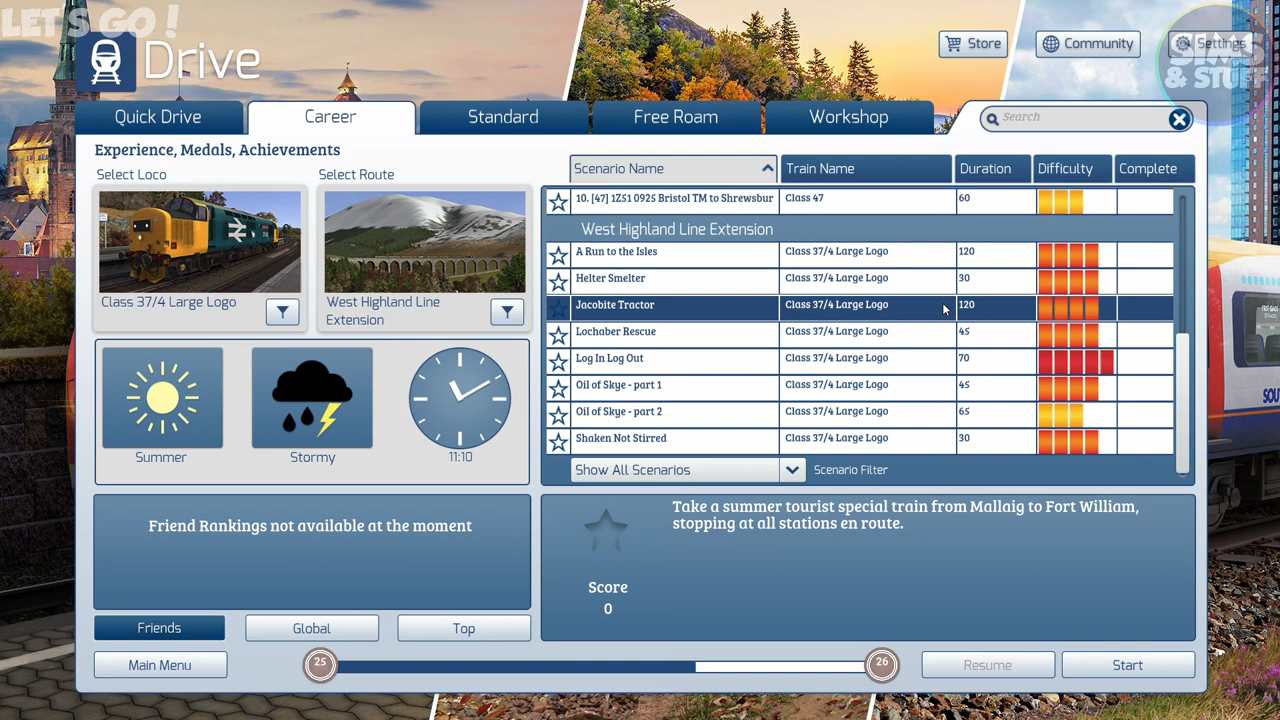 LET'S GO!
Drive
Store
Community
Settings
SIMS
& STUFF
Quick Drive
Career
Standard
Free Roam
Workshop
Search
Experience, Medals, Achievements
Select Loco
Select Route
Class 37/4 Large Logo
West Highland Line
Extension
Summer
Stormy
11:10
Scenario Name
Train Name
Duration
Difficulty
Complete
10. [47] 1Z51 0925 Bristol TM to Shrewsbur
Class 47
60
West Highland Line Extension
A Run to the Isles
Class 37/4 Large Logo
120
Helter Smelter
Class 37/4 Large Logo
30
Jacobite Tractor
Class 37/4 Large Logo
120
Lochaber Rescue
Class 37/4 Large Logo
45
Log In Log Out
Class 37/4 Large Logo
70
Oil of Skye - part 1
Class 37/4 Large Logo
45
Oil of Skye - part 2
Class 37/4 Large Logo
65
Shaken Not Stirred
Class 37/4 Large Logo
30
Show All Scenarios
Scenario Filter
Friend Rankings not available at the moment
Take a summer tourist special train from Mallaig to Fort William,
stopping at all stations en route.
Score
0
Friends
Global
Top
Main Menu
25
26
Resume
Start